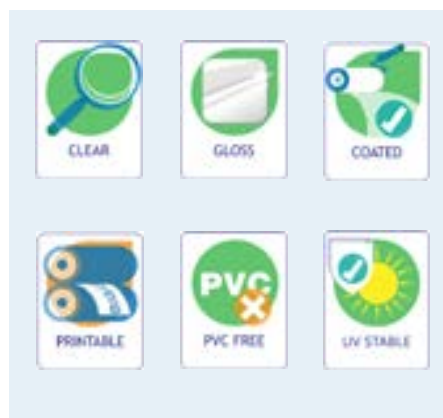 CLEAR
GLOSS
COATED
PRINTABLE
PVC
PVC FREE
UV STABLE